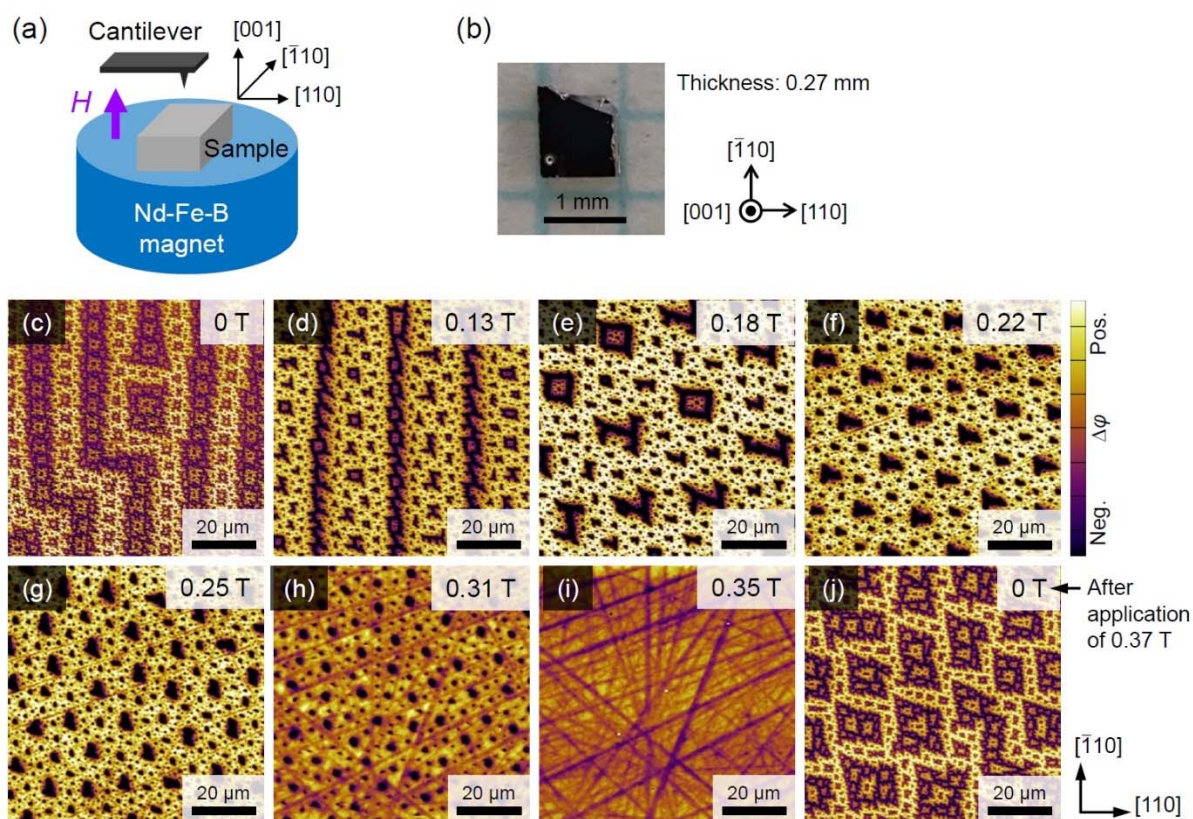 (a)
Cantilever
[001]
[1̄10]
[110]
H
Sample
Nd-Fe-B
magnet
(b)
Thickness: 0.27 mm
1 mm
[1̄10]
[001]
[110]
(c)
0 T
20 μm
(d)
0.13 T
20 μm
(e)
0.18 T
20 μm
(f)
0.22 T
20 μm
Pos.
Δφ
Neg.
(g)
0.25 T
20 μm
(h)
0.31 T
20 μm
(i)
0.35 T
20 μm
(j)
0 T
20 μm
After
application
of 0.37 T
[1̄10]
[110]